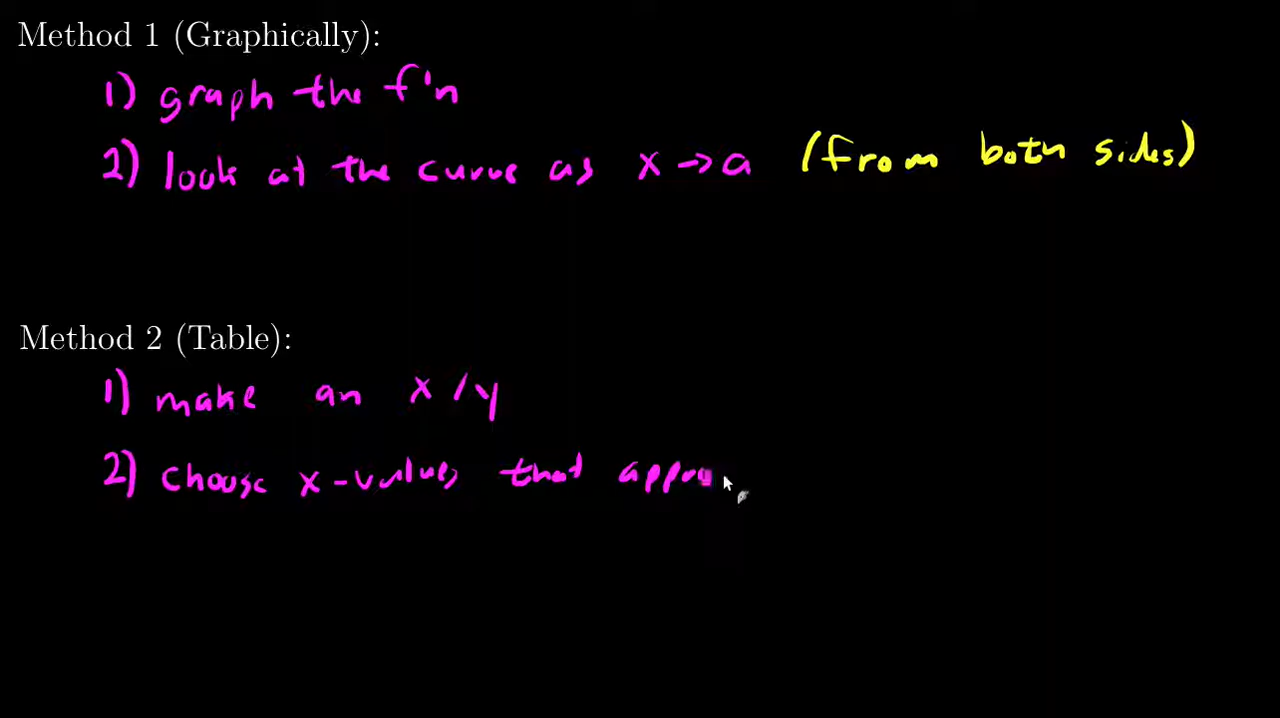 Method 1 (Graphically):
1) graph the f'n
2) look at the curve as x → a (from both sides)
Method 2 (Table):
1) make an x/y
2) choose x-values that appro